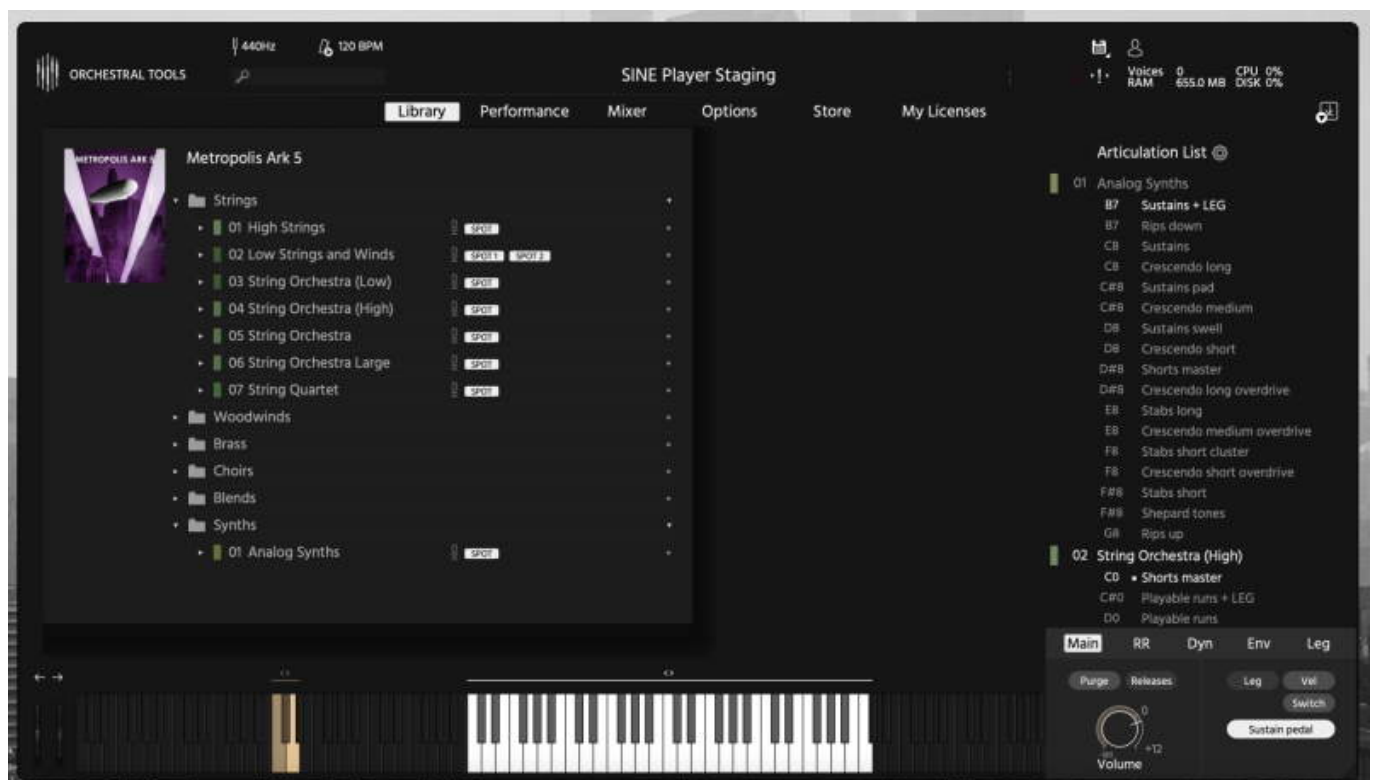 440Hz 120 BPM
ORCHESTRAL TOOLS
SINE Player Staging
Voices 0 CPU 0%
RAM 655.0 MB DISK 0%
Library Performance Mixer Options Store My Licenses
METROPOLIS ARK 5
Metropolis Ark 5
Strings
01 High Strings SPOT
02 Low Strings and Winds SPOT 1 SPOT 2
03 String Orchestra (Low) SPOT
04 String Orchestra (High) SPOT
05 String Orchestra SPOT
06 String Orchestra Large SPOT
07 String Quartet SPOT
Woodwinds
Brass
Choirs
Blends
Synths
01 Analog Synths SPOT
Articulation List
01 Analog Synths
B7 Sustains + LEG
B7 Rips down
C8 Sustains
C8 Crescendo long
C#8 Sustains pad
C#8 Crescendo medium
D8 Sustains swell
D8 Crescendo short
D#8 Shorts master
D#8 Crescendo long overdrive
E8 Stabs long
E8 Crescendo medium overdrive
F8 Stabs short cluster
F8 Crescendo short overdrive
F#8 Stabs short
F#8 Shepard tones
G8 Rips up
02 String Orchestra (High)
C0 • Shorts master
C#0 Playable runs + LEG
D0 Playable runs
Main RR Dyn Env Leg
Purge Releases Leg Vel
Switch
Sustain pedal
0
+12
Volume